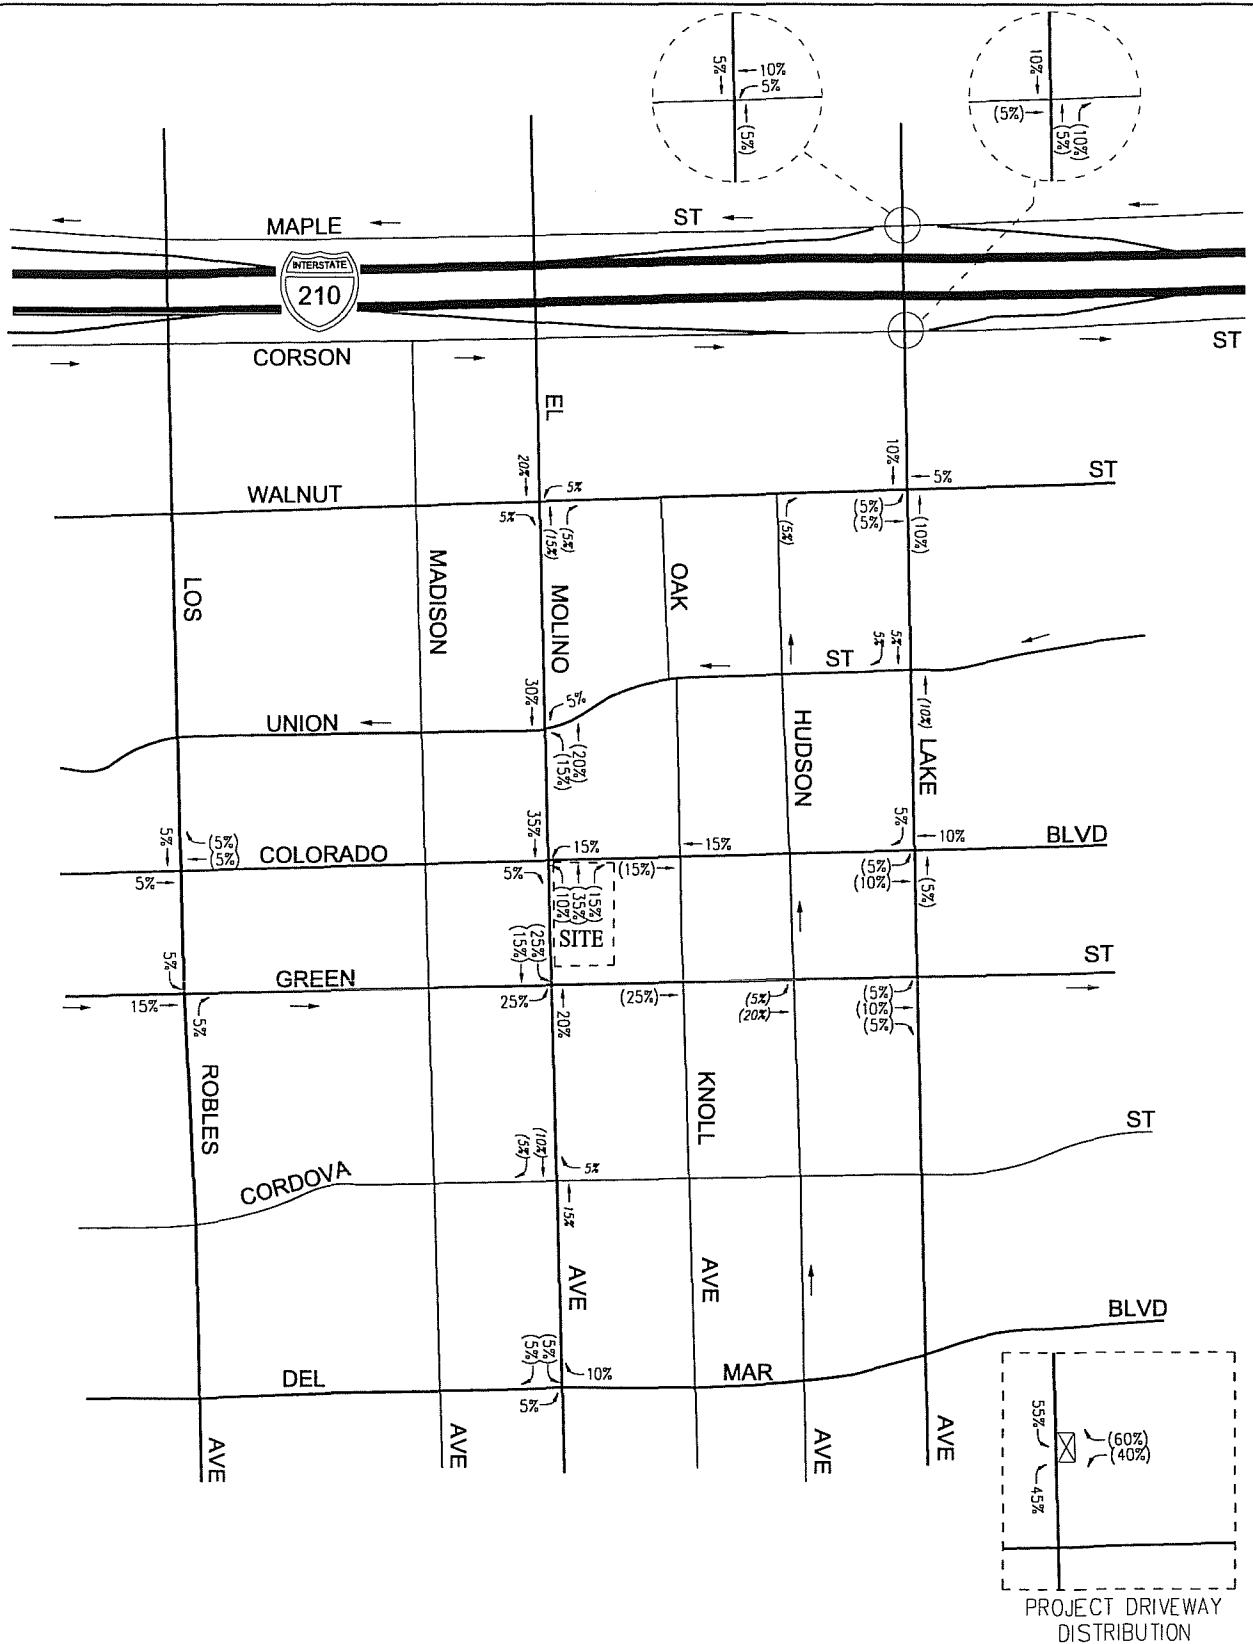 5%
10%
5%
(5%)
10%
(5%)
(10%)
(5%)
MAPLE
ST
INTERSTATE
210
CORSON
ST
EL
20%
5%
10%
5%
WALNUT
ST
5%
(15%)
(5%)
(5%)
(5%)
(5%)
(10%)
LOS
MADISON
MOLINO
OAK
5%
5%
ST
30%
5%
UNION
(10%)
HUDSON
LAKE
(20%)
(15%)
5%
(5%)
(5%)
35%
15%
15%
5%
10%
BLVD
COLORADO
5%
5%
(15%)
(5%)
(10%)
(5%)
(10%)
(35%)
(15%)
SITE
5%
(25%)
(15%)
GREEN
ST
15%
5%
25%
20%
(25%)
(5%)
(20%)
(5%)
(10%)
(5%)
ROBLES
KNOLL
ST
(10%)
(5%)
5%
CORDOVA
15%
AVE
AVE
BLVD
(5%)
(5%)
10%
DEL
MAR
5%
AVE
AVE
AVE
AVE
55%
(60%)
(40%)
45%
PROJECT DRIVEWAY
DISTRIBUTION